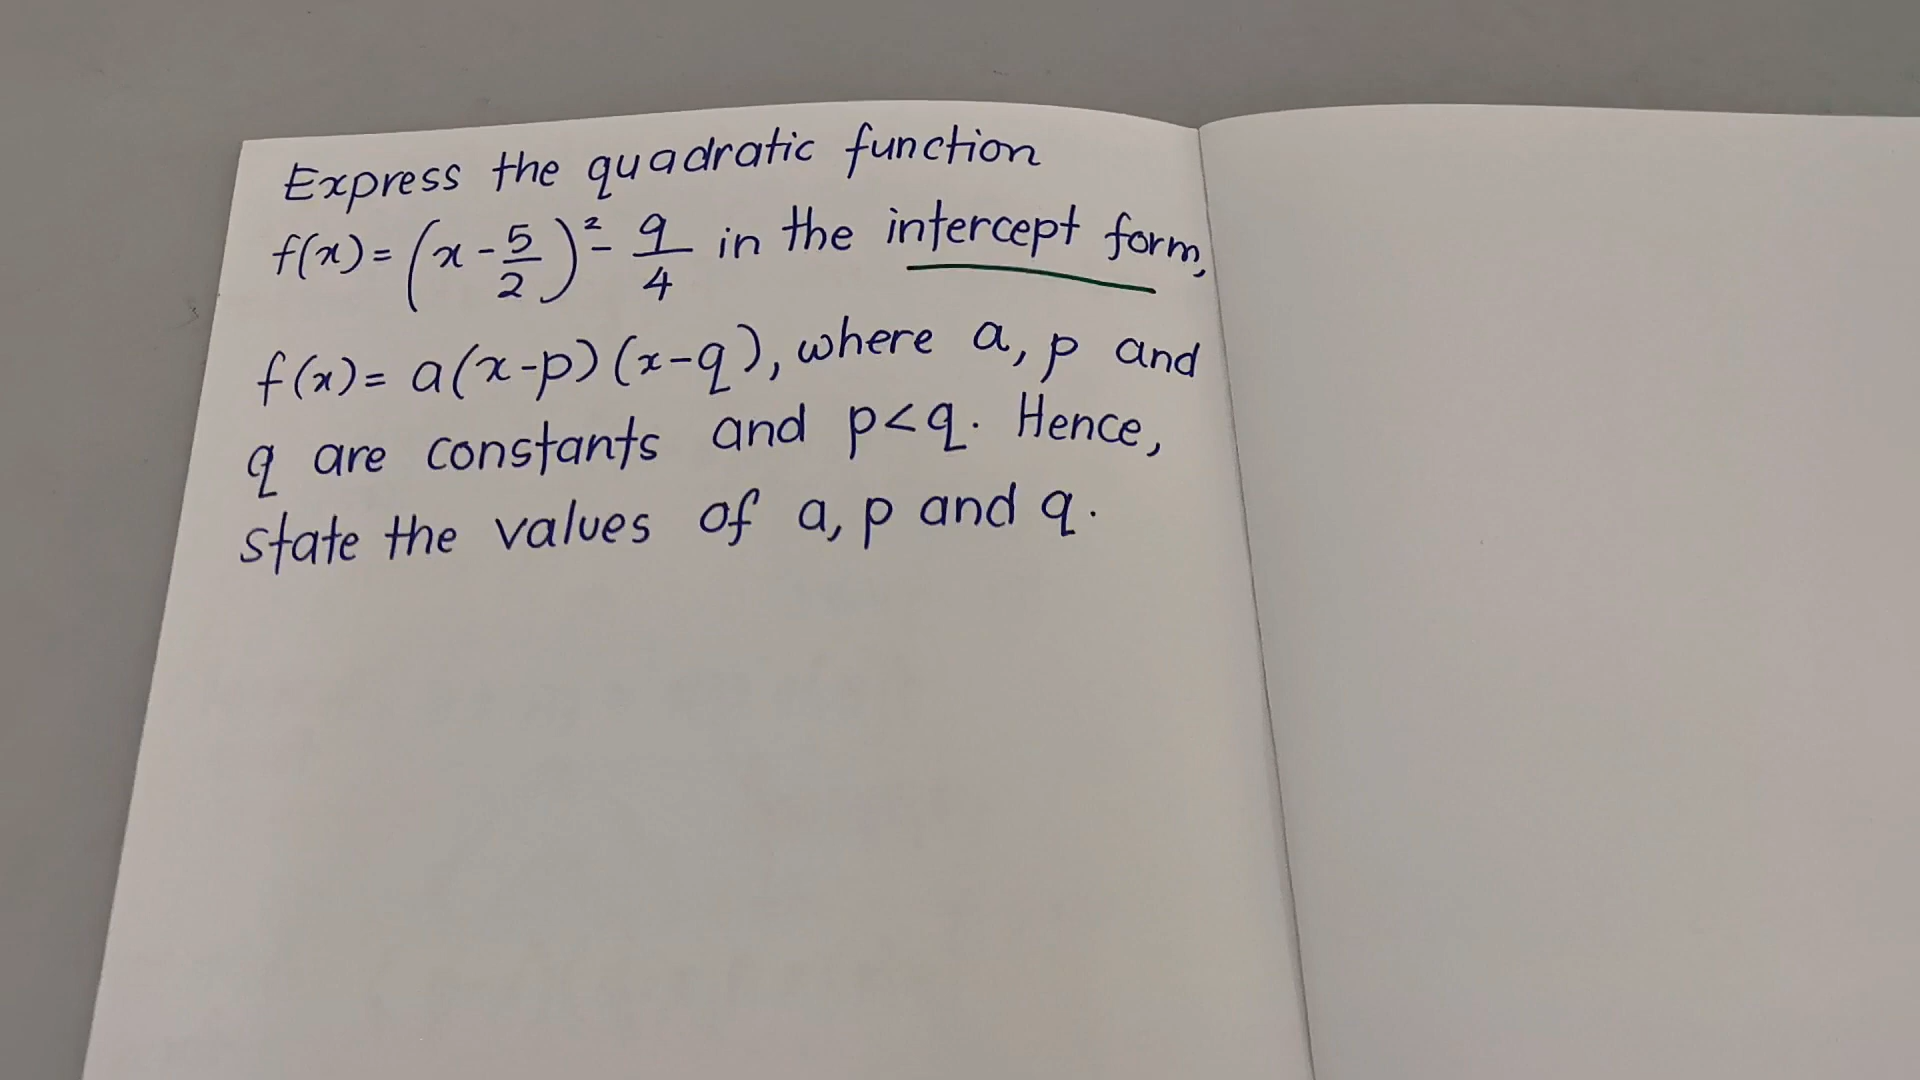 Express the quadratic function
f(x) = (x - 5/2)² - 9/4 in the intercept form,
f(x) = a(x-p)(x-q), where a, p and
q are constants and p<q. Hence,
state the values of a, p and q.